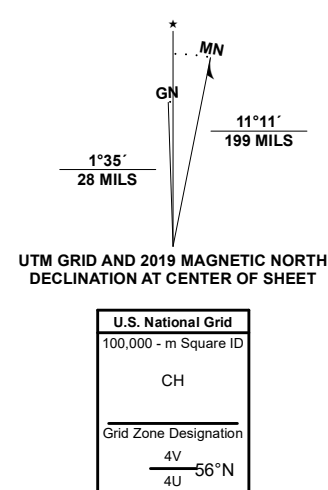 ★
MN
GN
11°11´
199 MILS
1°35´
28 MILS
UTM GRID AND 2019 MAGNETIC NORTH
DECLINATION AT CENTER OF SHEET
U.S. National Grid
100,000 - m Square ID
CH
Grid Zone Designation
4V
56°N
4U